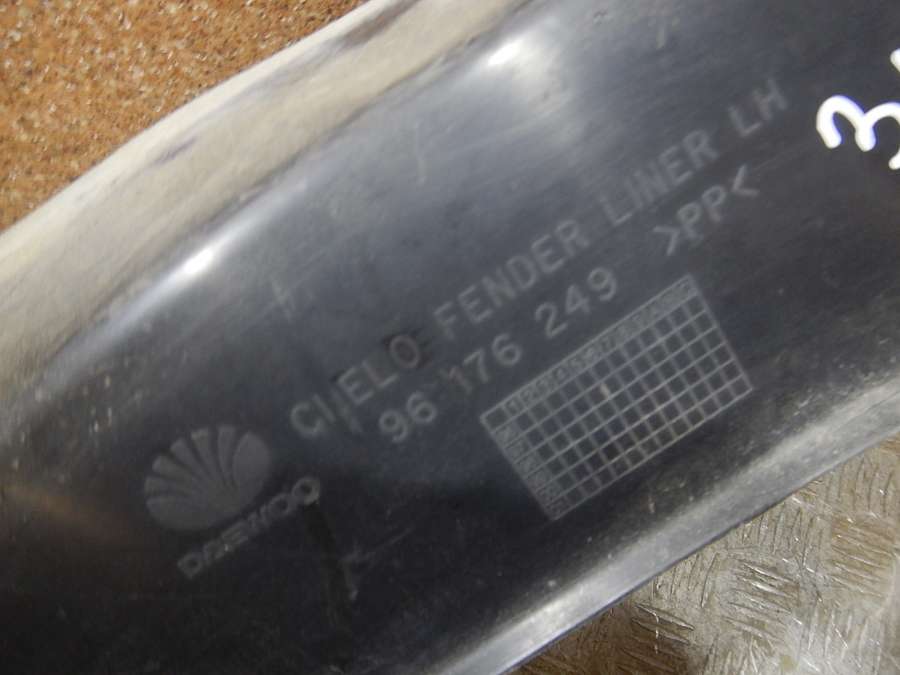 CIELO FENDER LINER LH
96 176 249 >PP<
DAEWOO